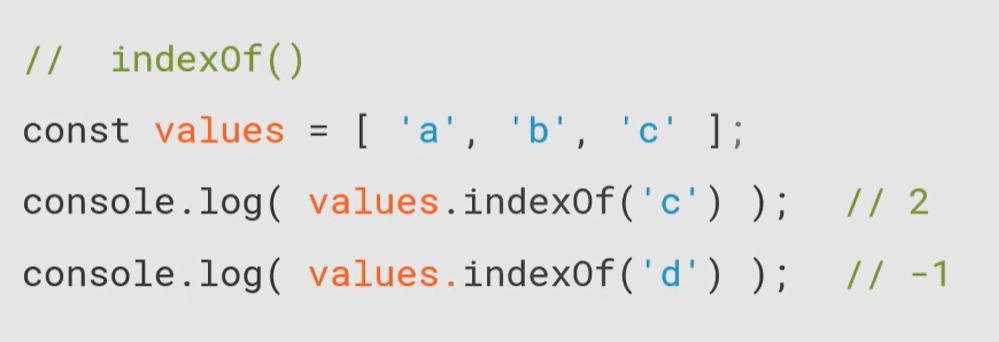 //  indexOf()
const values = [ 'a', 'b', 'c' ];
console.log( values.indexOf('c') );  // 2
console.log( values.indexOf('d') );  // -1